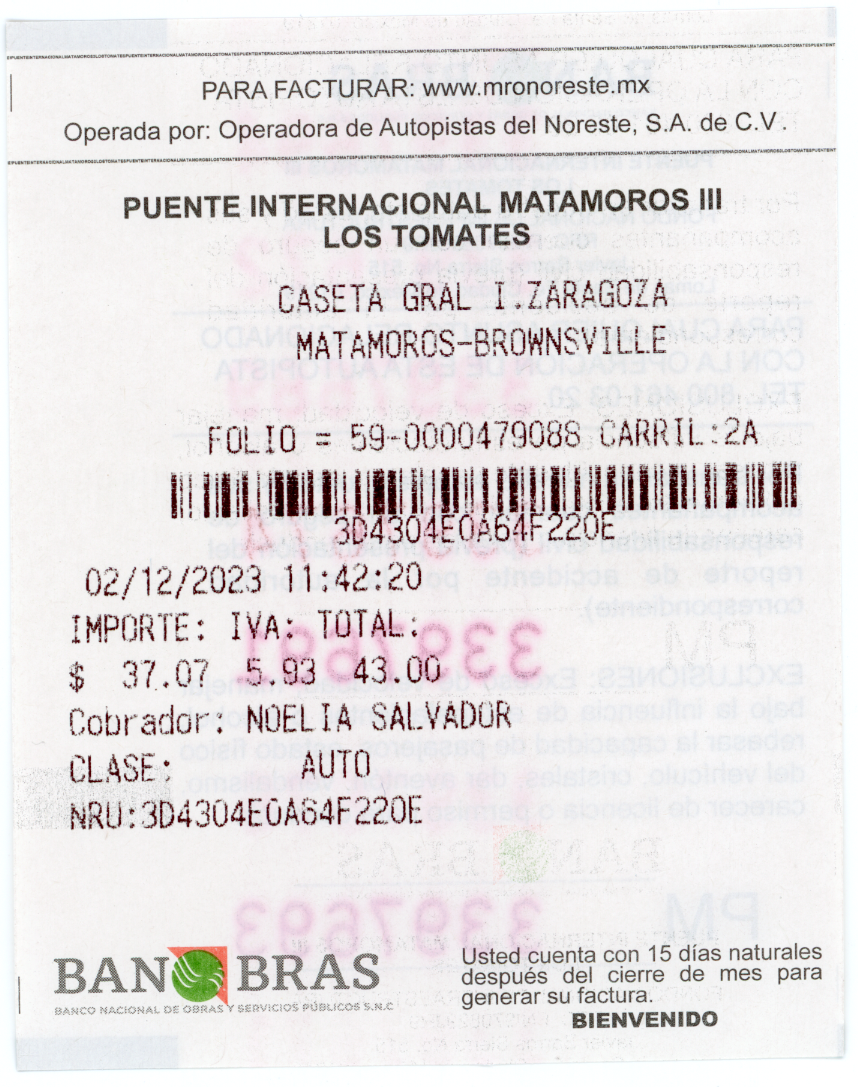 PARA FACTURAR: www.mronoreste.mx
Operada por: Operadora de Autopistas del Noreste, S.A. de C.V.
PUENTE INTERNACIONAL MATAMOROS III
LOS TOMATES
CASETA GRAL I.ZARAGOZA
MATAMOROS-BROWNSVILLE
FOLIO = 59-0000479088 CARRIL:2A
3D4304E0A64F220E
02/12/2023 11:42:20
IMPORTE: IVA: TOTAL:
$ 37.07 5.93 43.00
Cobrador: NOELIA SALVADOR
CLASE: AUTO
NRU:3D4304E0A64F220E
BANOBRAS
BANCO NACIONAL DE OBRAS Y SERVICIOS PÚBLICOS S.N.C
Usted cuenta con 15 días naturales
después del cierre de mes para
generar su factura.
BIENVENIDO